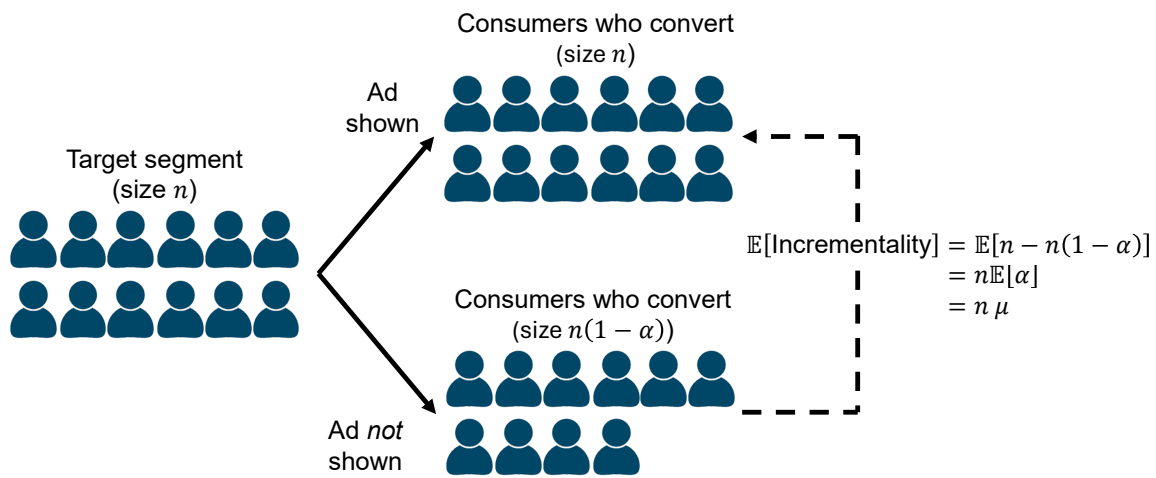 Consumers who convert
(size 𝑛)
Ad
shown
Target segment
(size 𝑛)
𝔼[Incrementality] = 𝔼[𝑛 − 𝑛(1 − 𝛼)]
= 𝑛𝔼[𝛼]
= 𝑛 𝜇
Consumers who convert
(size 𝑛(1 − 𝛼))
Ad not
shown